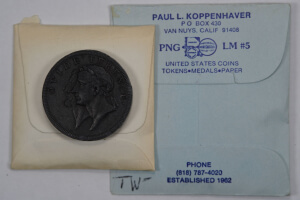 PAUL L. KOPPENHAVER
P O BOX 430
VAN NUYS, CALIF 91408
PNG
LM #5
UNITED STATES COINS
TOKENS•MEDALS•PAPER
PHONE
(818) 787-4020
ESTABLISHED 1962
TW-